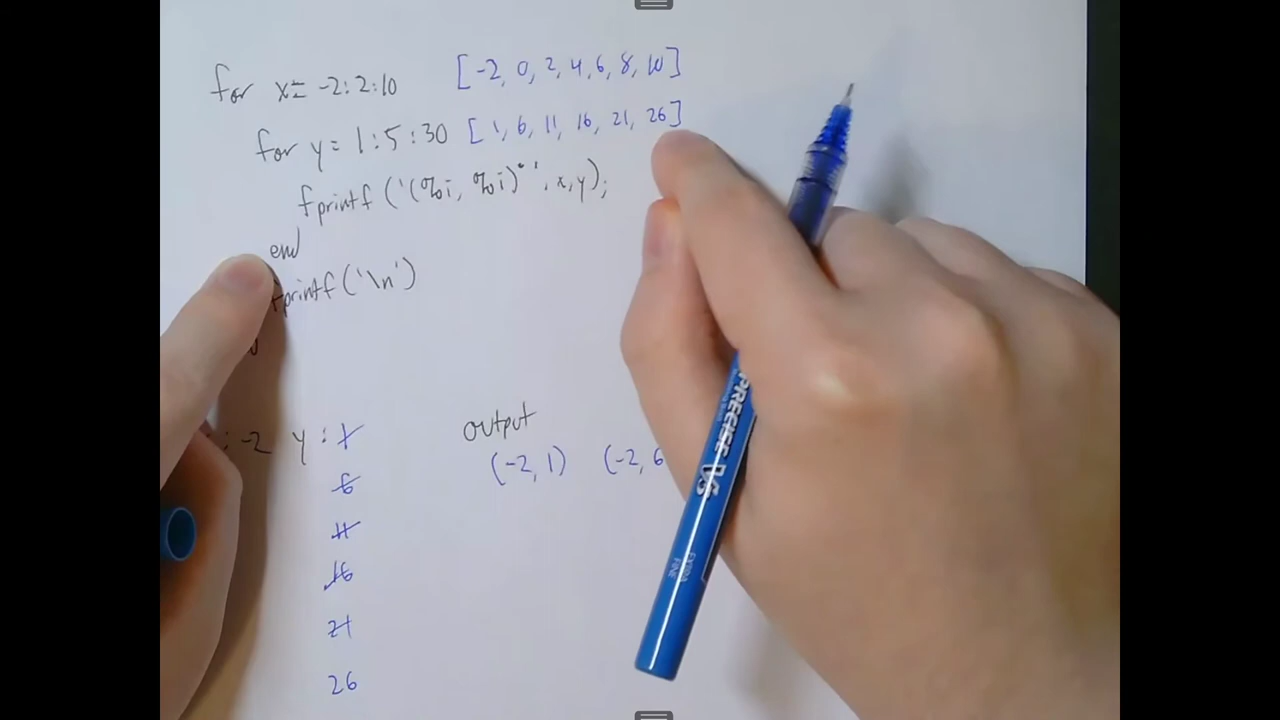 for x= -2:2:10 [-2, 0, 2, 4, 6, 8, 10]
for y= 1:5:30 [1, 6, 11, 16, 21, 26]
fprintf('(%i, %i)  ', x,y);
end
fprintf('\n')
output
: -2 y : 1
(-2, 1) (-2, 6
6
11
16
21
26
PRECISE V5
EXTRA FINE